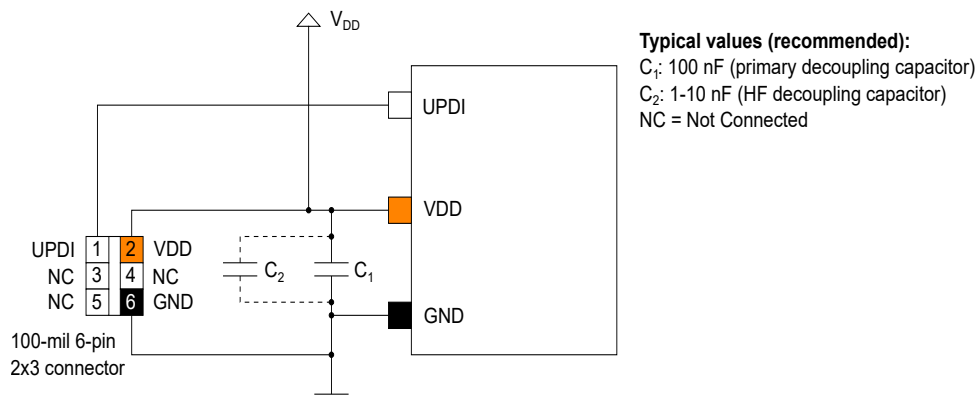 V_DD
Typical values (recommended):
C₁: 100 nF (primary decoupling capacitor)
C₂: 1-10 nF (HF decoupling capacitor)
NC = Not Connected
UPDI
VDD
UPDI 1 2 VDD
NC 3 4 NC
NC 5 6 GND
C₂ C₁
GND
100-mil 6-pin
2x3 connector